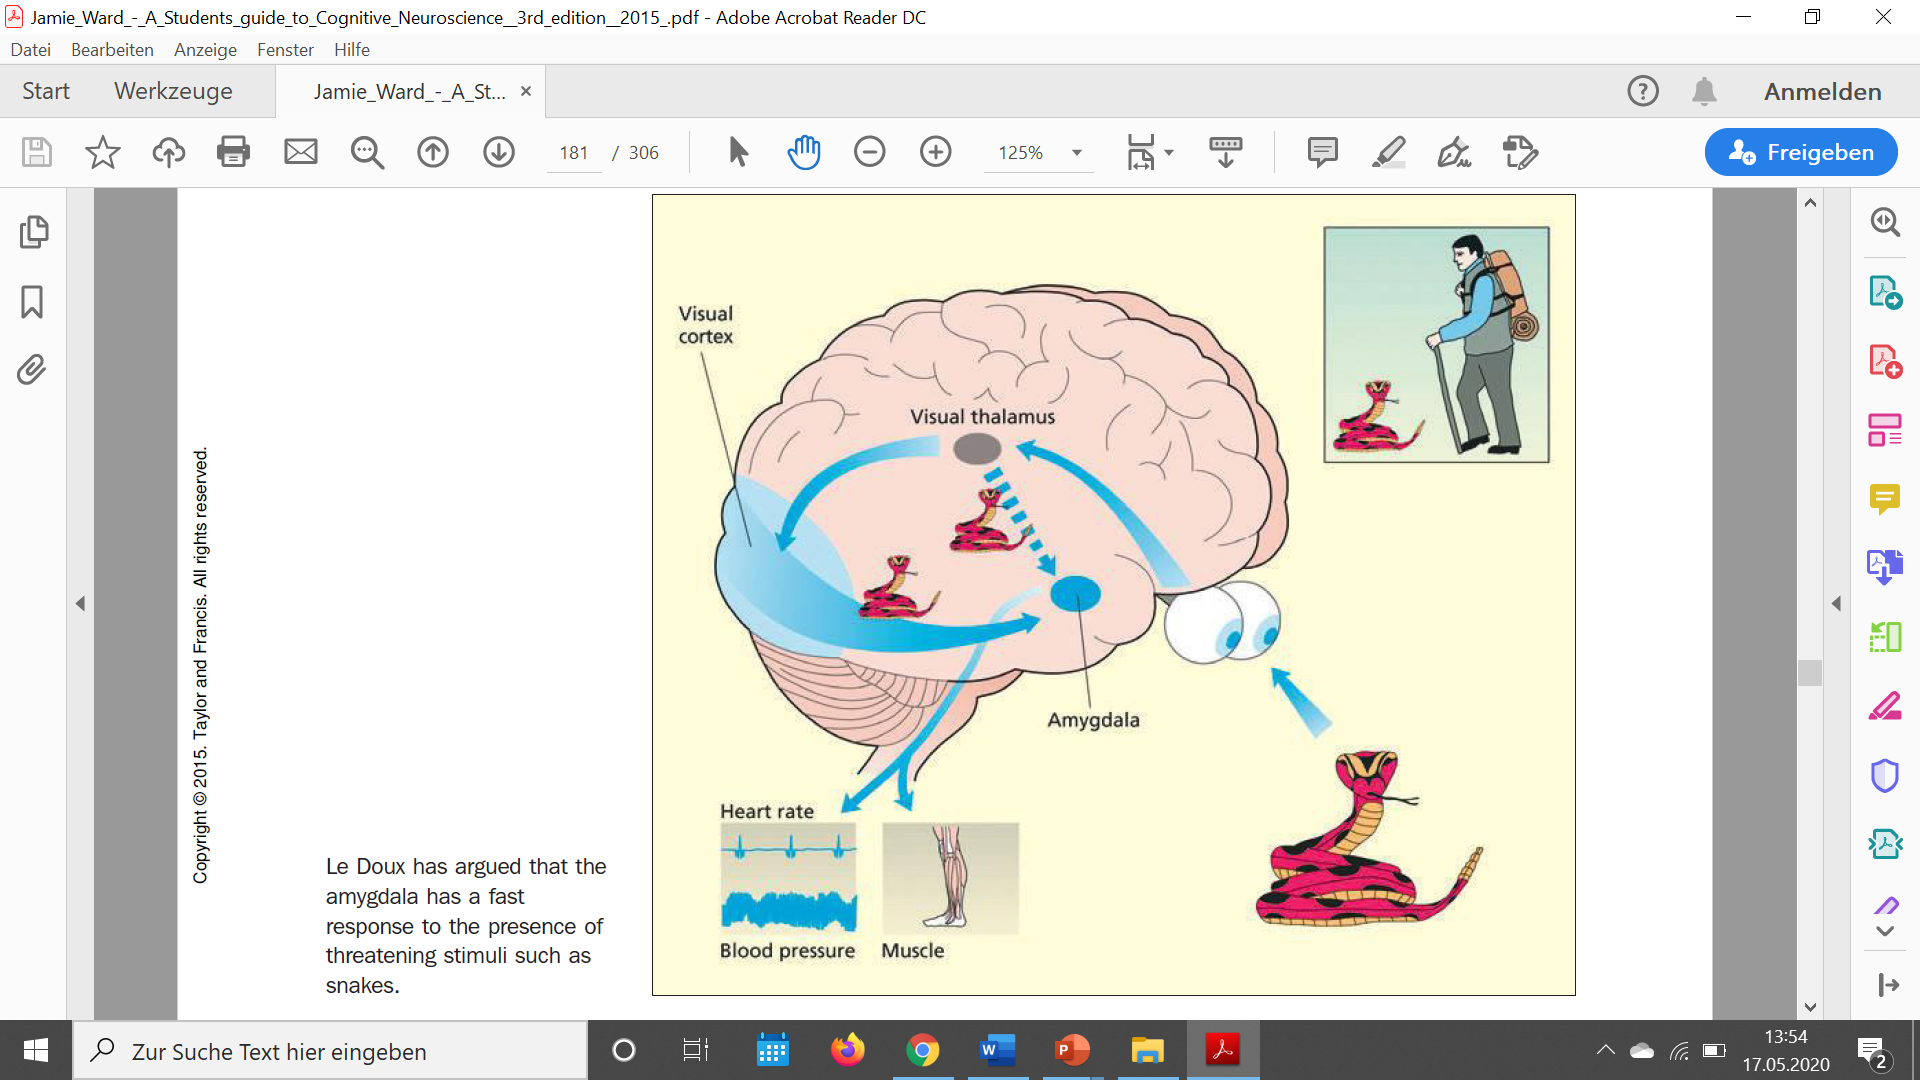 Jamie_Ward_-_A_Students_guide_to_Cognitive_Neuroscience__3rd_edition__2015_.pdf - Adobe Acrobat Reader DC
Datei Bearbeiten Anzeige Fenster Hilfe
Start Werkzeuge Jamie_Ward_-_A_St... Anmelden
181 / 306 125% Freigeben
Visual
cortex
Visual thalamus
Amygdala
Heart rate
Blood pressure Muscle
Copyright © 2015. Taylor and Francis. All rights reserved.
Le Doux has argued that the
amygdala has a fast
response to the presence of
threatening stimuli such as
snakes.
Zur Suche Text hier eingeben
13:54
17.05.2020
2